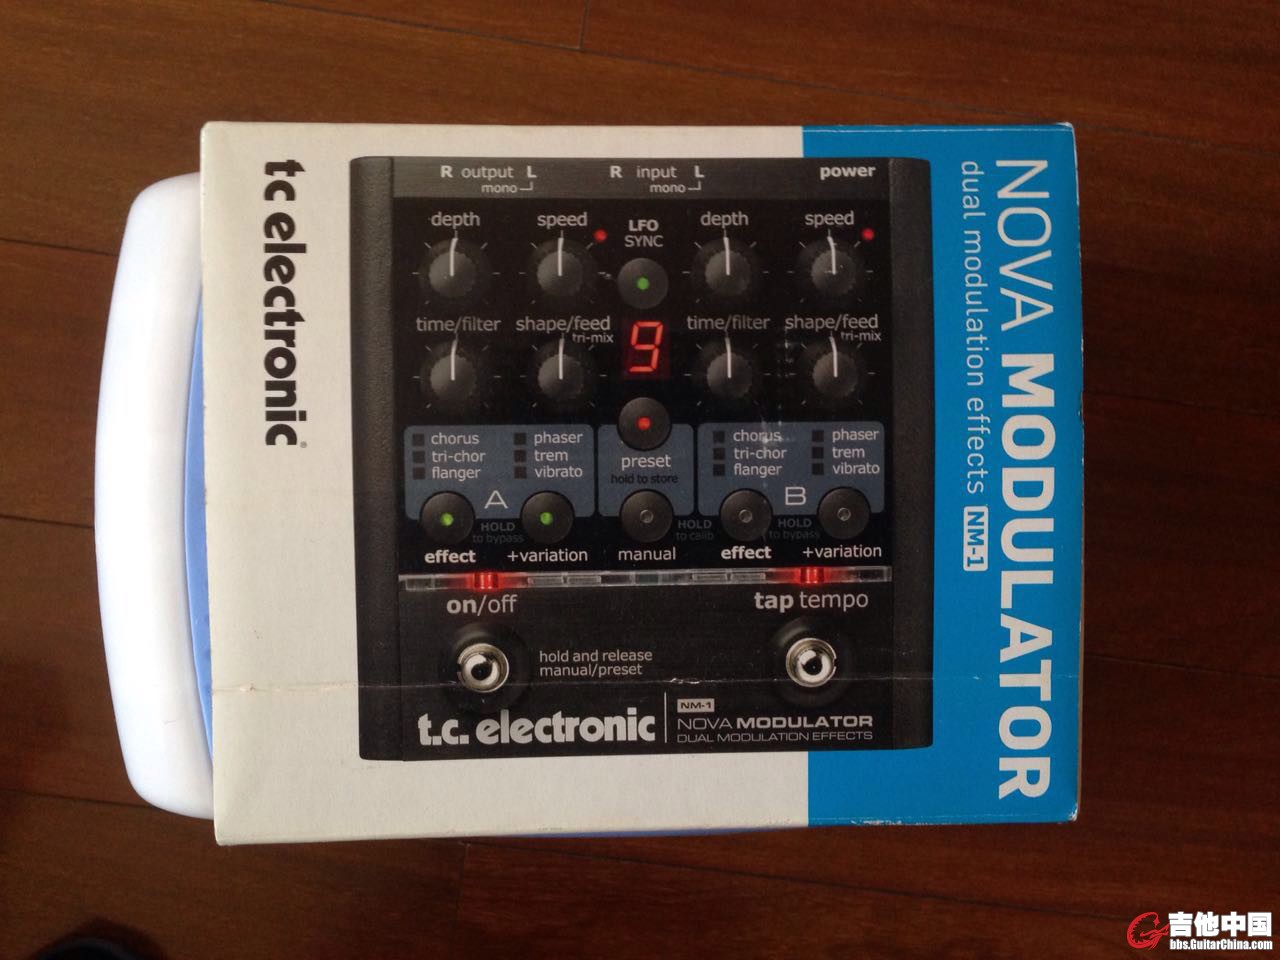 tc electronic
NOVA MODULATOR
dual modulation effects NM-1
R output L
mono
R input L
mono
power
depth
speed
LFO
SYNC
depth
speed
time/filter
shape/feed
tri-mix
9
time/filter
shape/feed
tri-mix
chorus
tri-chor
flanger
phaser
trem
vibrato
preset
hold to store
chorus
tri-chor
flanger
phaser
trem
vibrato
A
B
HOLD
to bypass
HOLD
to calib
HOLD
to bypass
effect
+variation
manual
effect
+variation
on/off
tap tempo
hold and release
manual/preset
t.c. electronic
NM-1
NOVA MODULATOR
DUAL MODULATION EFFECTS
吉他中国
bbs.GuitarChina.com